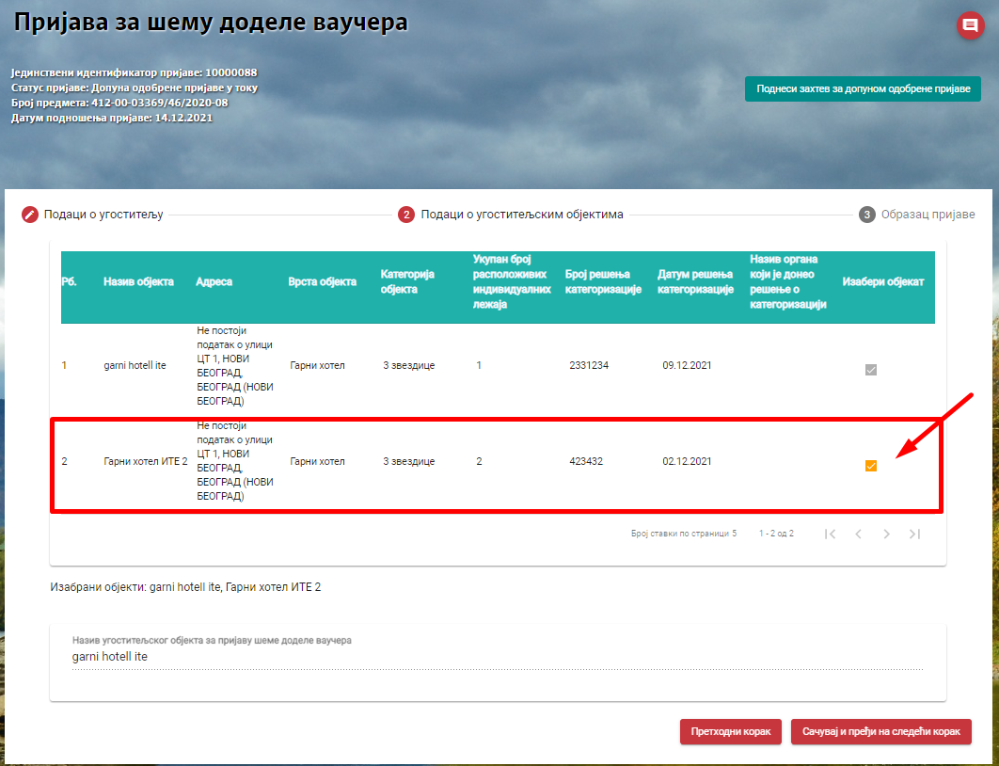 Пријава за шему доделе ваучера
Јединствени идентификатор пријаве: 10000088
Статус пријаве: Допуна одобрене пријаве у току
Број предмета: 412-00-03369/46/2020-08
Датум подношења пријаве: 14.12.2021
Поднеси захтев за допуном одобрене пријаве
Подаци о угоститељу
2 Подаци о угоститељским објектима
3 Образац пријаве
Рб.
Назив објекта
Адреса
Врста објекта
Категорија
објекта
Укупан број
расположивих
индивидуалних
лежаја
Број решења
категоризације
Датум решења
категоризације
Назив органа
који је донео
решење о
категоризацији
Изабери објекат
1
garni hotell ite
Не постоји
податак о улици
ЦТ 1, НОВИ
БЕОГРАД,
БЕОГРАД (НОВИ
БЕОГРАД)
Гарни хотел
3 звездице
1
2331234
09.12.2021
2
Гарни хотел ИТЕ 2
Не постоји
податак о улици
ЦТ 1, НОВИ
БЕОГРАД,
БЕОГРАД (НОВИ
БЕОГРАД)
Гарни хотел
3 звездице
2
423432
02.12.2021
Број ставки по страници 5
1 - 2 од 2
Изабрани објекти: garni hotell ite, Гарни хотел ИТЕ 2
Назив угоститељског објекта за пријаву шеме доделе ваучера
garni hotell ite
Претходни корак
Сачувај и пређи на следећи корак